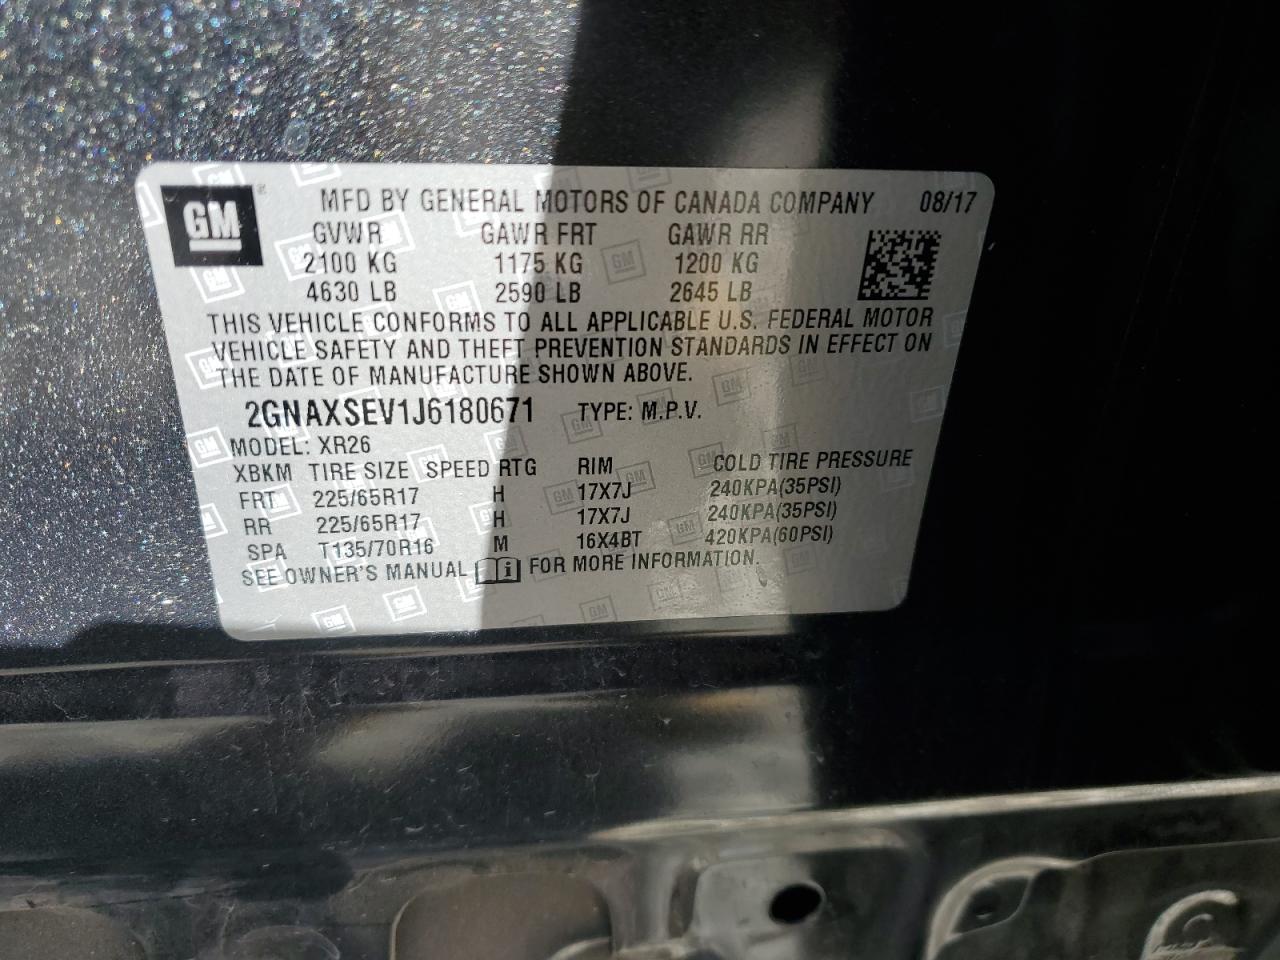 GM ® MFD BY GENERAL MOTORS OF CANADA COMPANY 08/17
GVWR GAWR FRT GAWR RR
2100 KG 1175 KG 1200 KG
4630 LB 2590 LB 2645 LB
THIS VEHICLE CONFORMS TO ALL APPLICABLE U.S. FEDERAL MOTOR
VEHICLE SAFETY AND THEFT PREVENTION STANDARDS IN EFFECT ON
THE DATE OF MANUFACTURE SHOWN ABOVE.
2GNAXSEV1J6180671 TYPE: M.P.V.
MODEL: XR26
XBKM TIRE SIZE SPEED RTG RIM COLD TIRE PRESSURE
FRT 225/65R17 H 17X7J 240KPA(35PSI)
RR 225/65R17 H 17X7J 240KPA(35PSI)
SPA T135/70R16 M 16X4BT 420KPA(60PSI)
SEE OWNER'S MANUAL i FOR MORE INFORMATION.